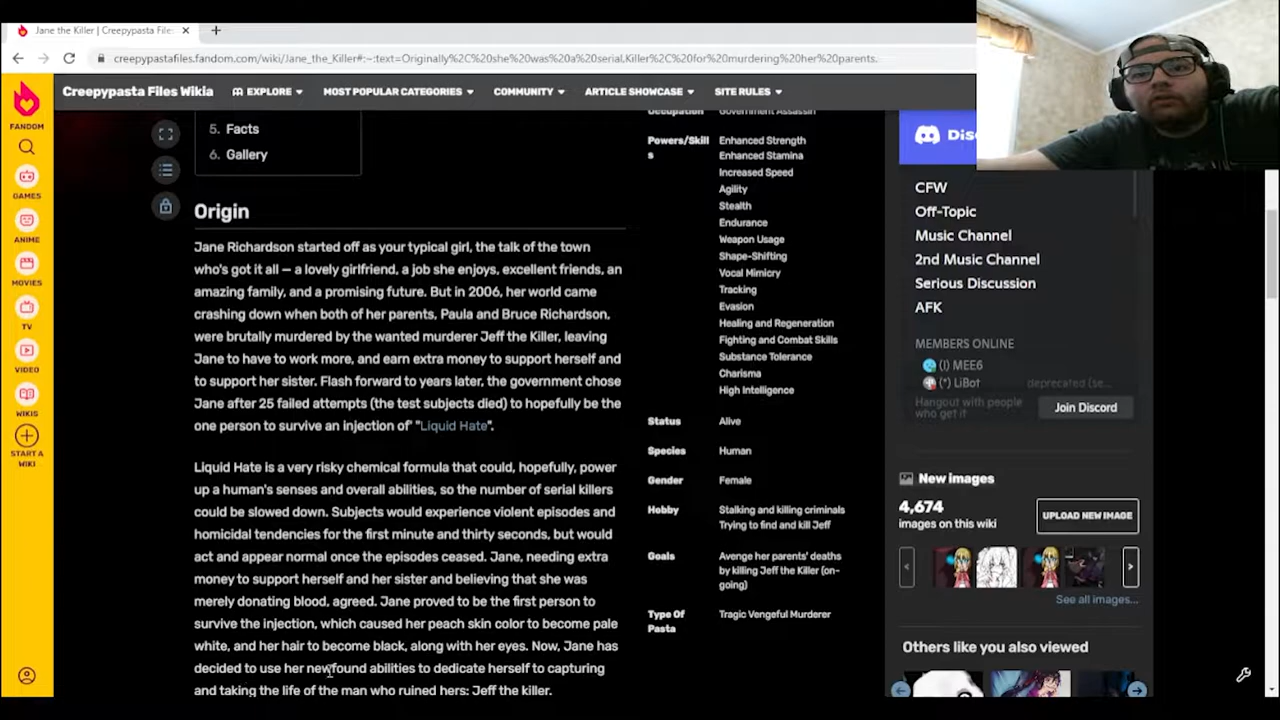 Jane the Killer | Creepypasta Files
creepypastafiles.fandom.com/wiki/Jane_the_Killer#:~:text=Originally%2C%20she%20was%20a%20serial,Killer%2C%20for%20murdering%20her%20parents.
FANDOM
GAMES
ANIME
MOVIES
TV
VIDEO
WIKIS
START A
WIKI
Creepypasta Files Wikia
EXPLORE
MOST POPULAR CATEGORIES
COMMUNITY
ARTICLE SHOWCASE
SITE RULES
5. Facts
6. Gallery
Origin
Jane Richardson started off as your typical girl, the talk of the town
who's got it all — a lovely girlfriend, a job she enjoys, excellent friends, an
amazing family, and a promising future. But in 2006, her world came
crashing down when both of her parents, Paula and Bruce Richardson,
were brutally murdered by the wanted murderer Jeff the Killer, leaving
Jane to have to work more, and earn extra money to support herself and
to support her sister. Flash forward to years later, the government chose
Jane after 25 failed attempts (the test subjects died) to hopefully be the
one person to survive an injection of' "Liquid Hate".
Liquid Hate is a very risky chemical formula that could, hopefully, power
up a human's senses and overall abilities, so the number of serial killers
could be slowed down. Subjects would experience violent episodes and
homicidal tendencies for the first minute and thirty seconds, but would
act and appear normal once the episodes ceased. Jane, needing extra
money to support herself and her sister and believing that she was
merely donating blood, agreed. Jane proved to be the first person to
survive the injection, which caused her peach skin color to become pale
white, and her hair to become black, along with her eyes. Now, Jane has
decided to use her newfound abilities to dedicate herself to capturing
and taking the life of the man who ruined hers: Jeff the killer.
Occupation
Government Assassin
Powers/Skill
s
Enhanced Strength
Enhanced Stamina
Increased Speed
Agility
Stealth
Endurance
Weapon Usage
Shape-Shifting
Vocal Mimicry
Tracking
Evasion
Healing and Regeneration
Fighting and Combat Skills
Substance Tolerance
Charisma
High Intelligence
Status
Alive
Species
Human
Gender
Female
Hobby
Stalking and killing criminals
Trying to find and kill Jeff
Goals
Avenge her parents' deaths
by killing Jeff the Killer (on-
going)
Type Of
Pasta
Tragic Vengeful Murderer
Disc
CFW
Off-Topic
Music Channel
2nd Music Channel
Serious Discussion
AFK
MEMBERS ONLINE
(!) MEE6
(*) LiBot
deprecated (se...
Hangout with people
who get it
Join Discord
New images
4,674
images on this wiki
UPLOAD NEW IMAGE
See all images...
Others like you also viewed